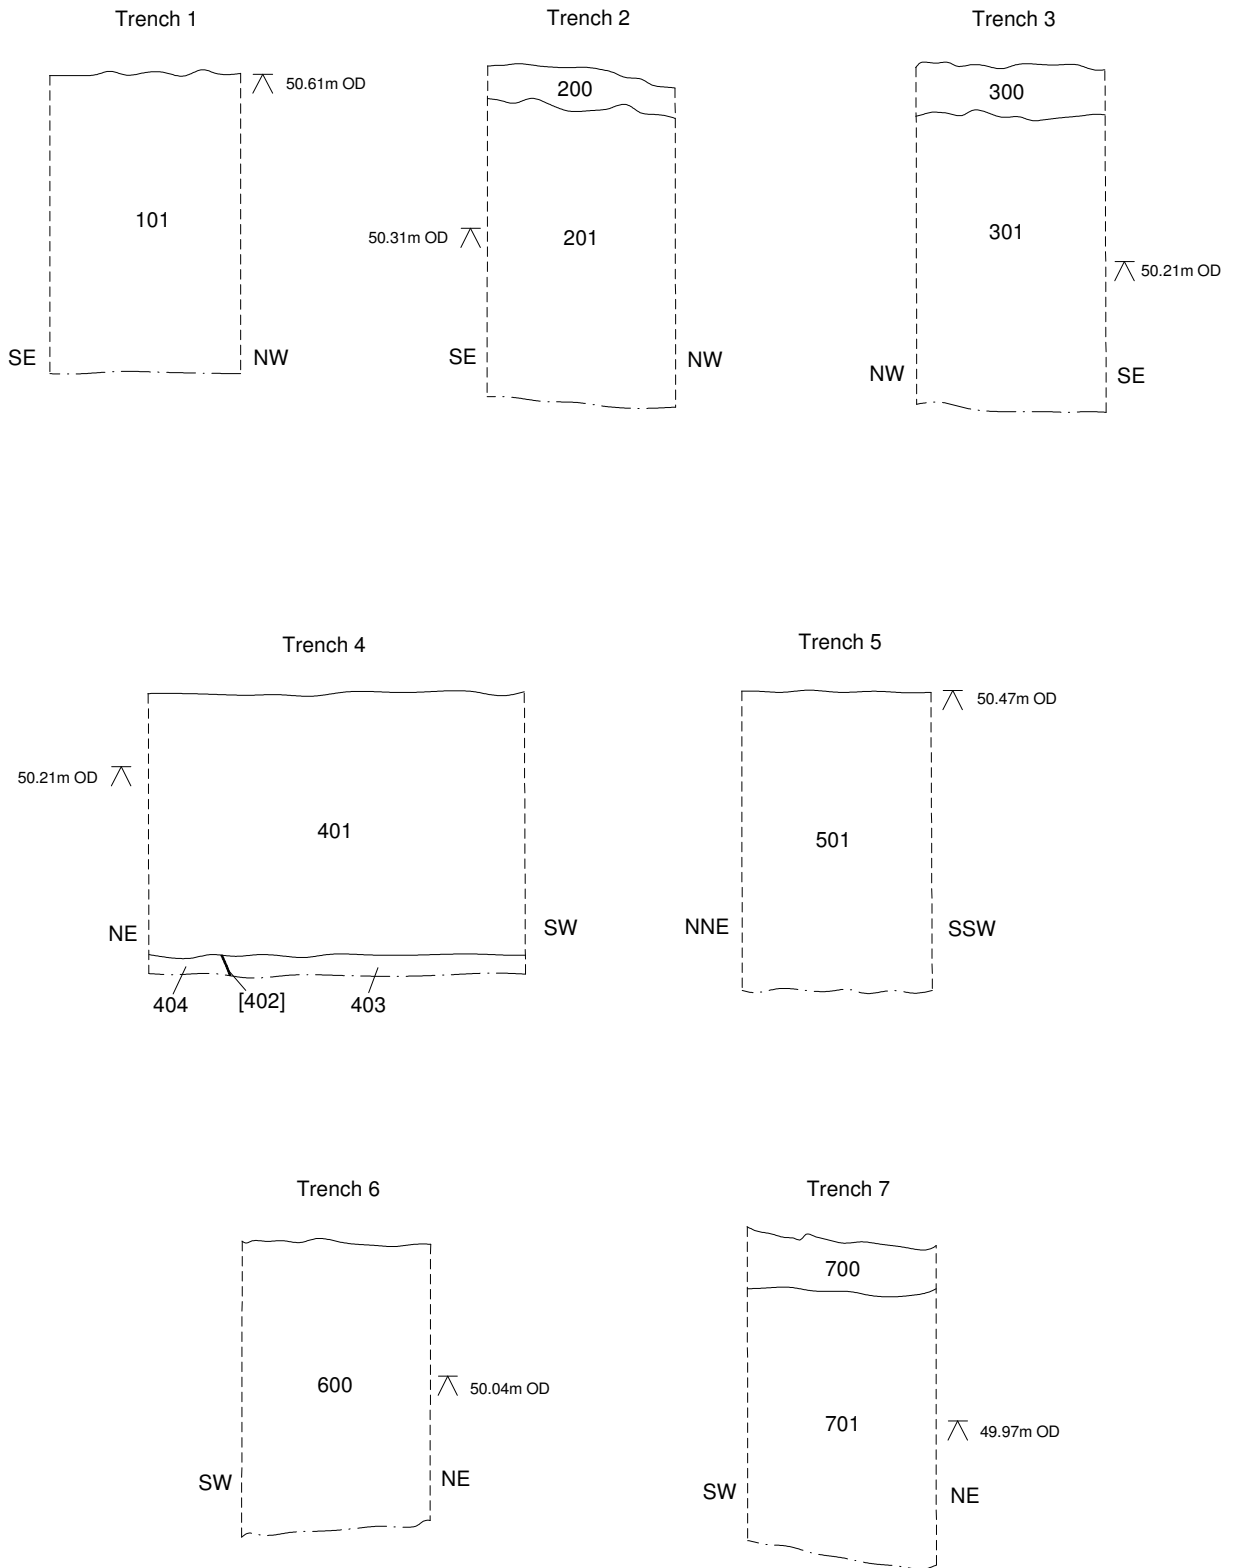 Trench 1
50.61m OD
101
SE
NW
Trench 2
200
50.31m OD
201
SE
NW
Trench 3
300
301
50.21m OD
NW
SE
Trench 4
50.21m OD
401
NE
SW
404
[402]
403
Trench 5
50.47m OD
501
NNE
SSW
Trench 6
600
50.04m OD
SW
NE
Trench 7
700
701
49.97m OD
SW
NE